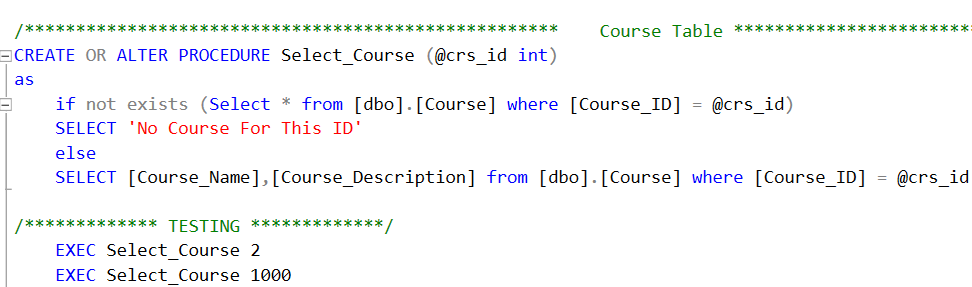 /**************************************************** Course Table ************************
CREATE OR ALTER PROCEDURE Select_Course (@crs_id int)
as
if not exists (Select * from [dbo].[Course] where [Course_ID] = @crs_id)
SELECT 'No Course For This ID'
else
SELECT [Course_Name],[Course_Description] from [dbo].[Course] where [Course_ID] = @crs_id
/************* TESTING *************/
EXEC Select_Course 2
EXEC Select_Course 1000